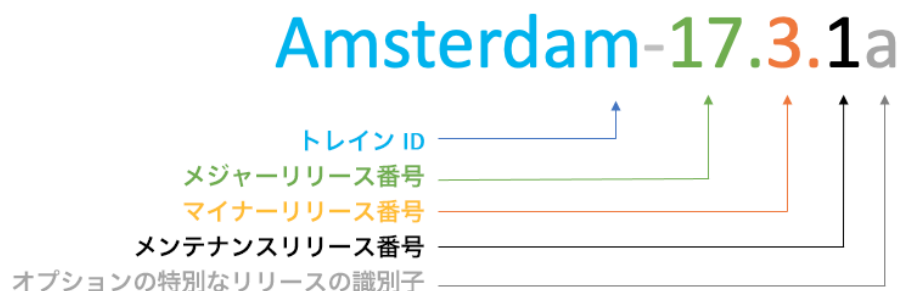 Amsterdam-17.3.1a
トレイン ID
メジャーリリース番号
マイナーリリース番号
メンテナンスリリース番号
オプションの特別なリリースの識別子